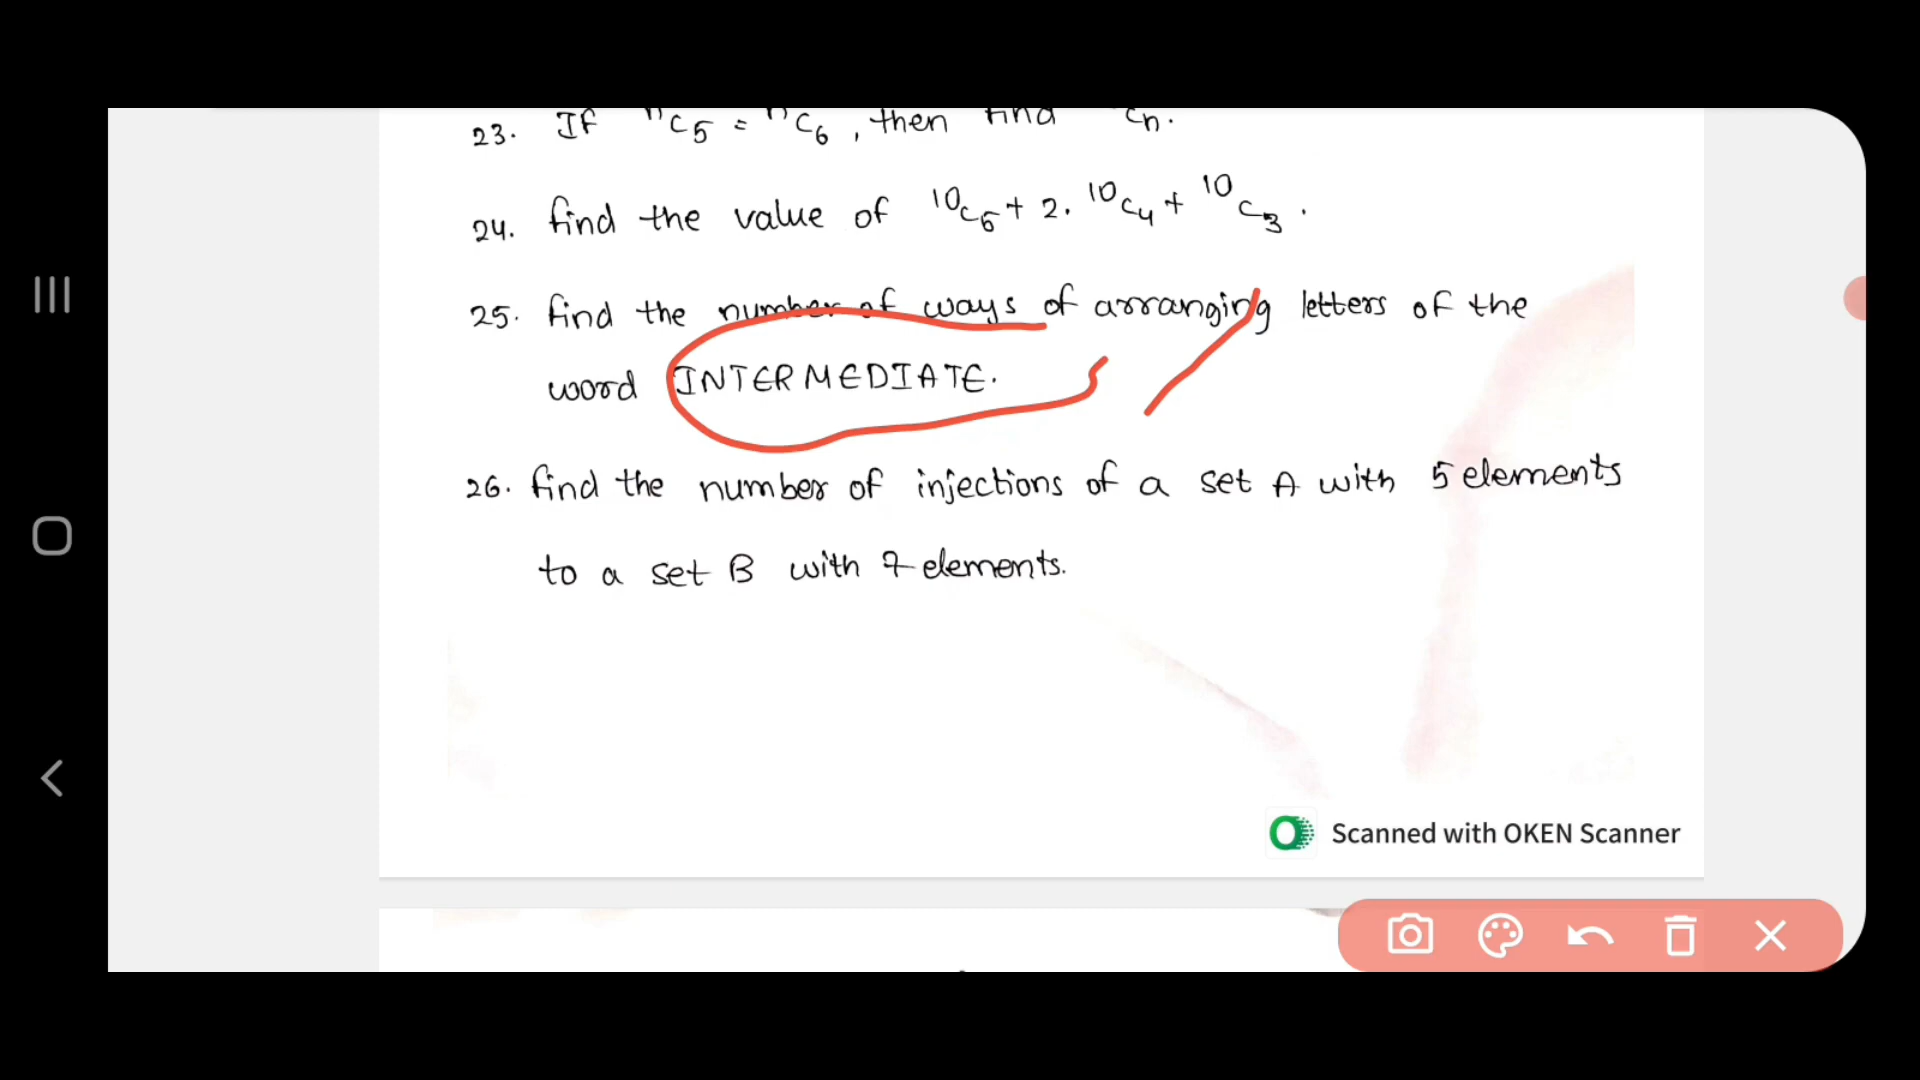 23. If ⁿC₅ = ⁿC₆, then find Cₙ.
24. find the value of ¹⁰C₅ + 2. ¹⁰C₄ + ¹⁰C₃.
25. find the number of ways of arranging letters of the
word INTERMEDIATE.
26. find the number of injections of a set A with 5 elements
to a set B with 7 elements.
Scanned with OKEN Scanner